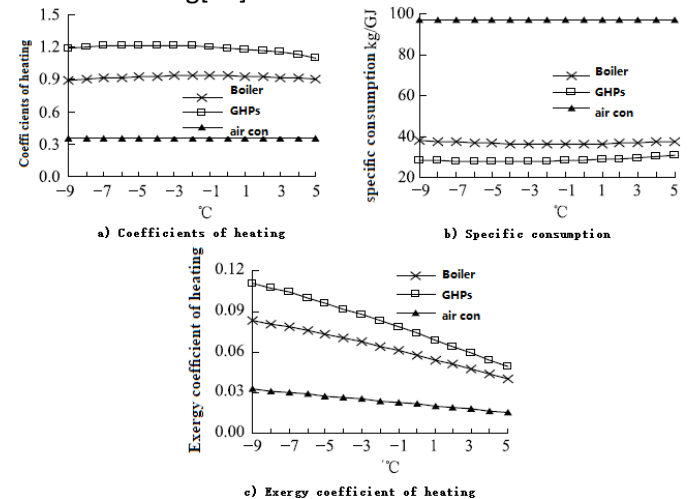 1.5
1.2
0.9
0.6
0.3
0.0
Coefficients of heating
Boiler
GHPs
air con
−9 −7 −5 −3 −1 1 3 5
℃
a) Coefficients of heating
100
80
60
40
20
specific consumption kg/GJ
Boiler
GHPs
air con
−9 −7 −5 −3 −1 1 3 5
℃
b) Specific consumption
0.12
0.09
0.06
0.03
0.00
Exergy coefficient of heating
Boiler
GHPs
air con
−9 −7 −5 −3 −1 1 3 5
℃
c) Exergy coefficient of heating